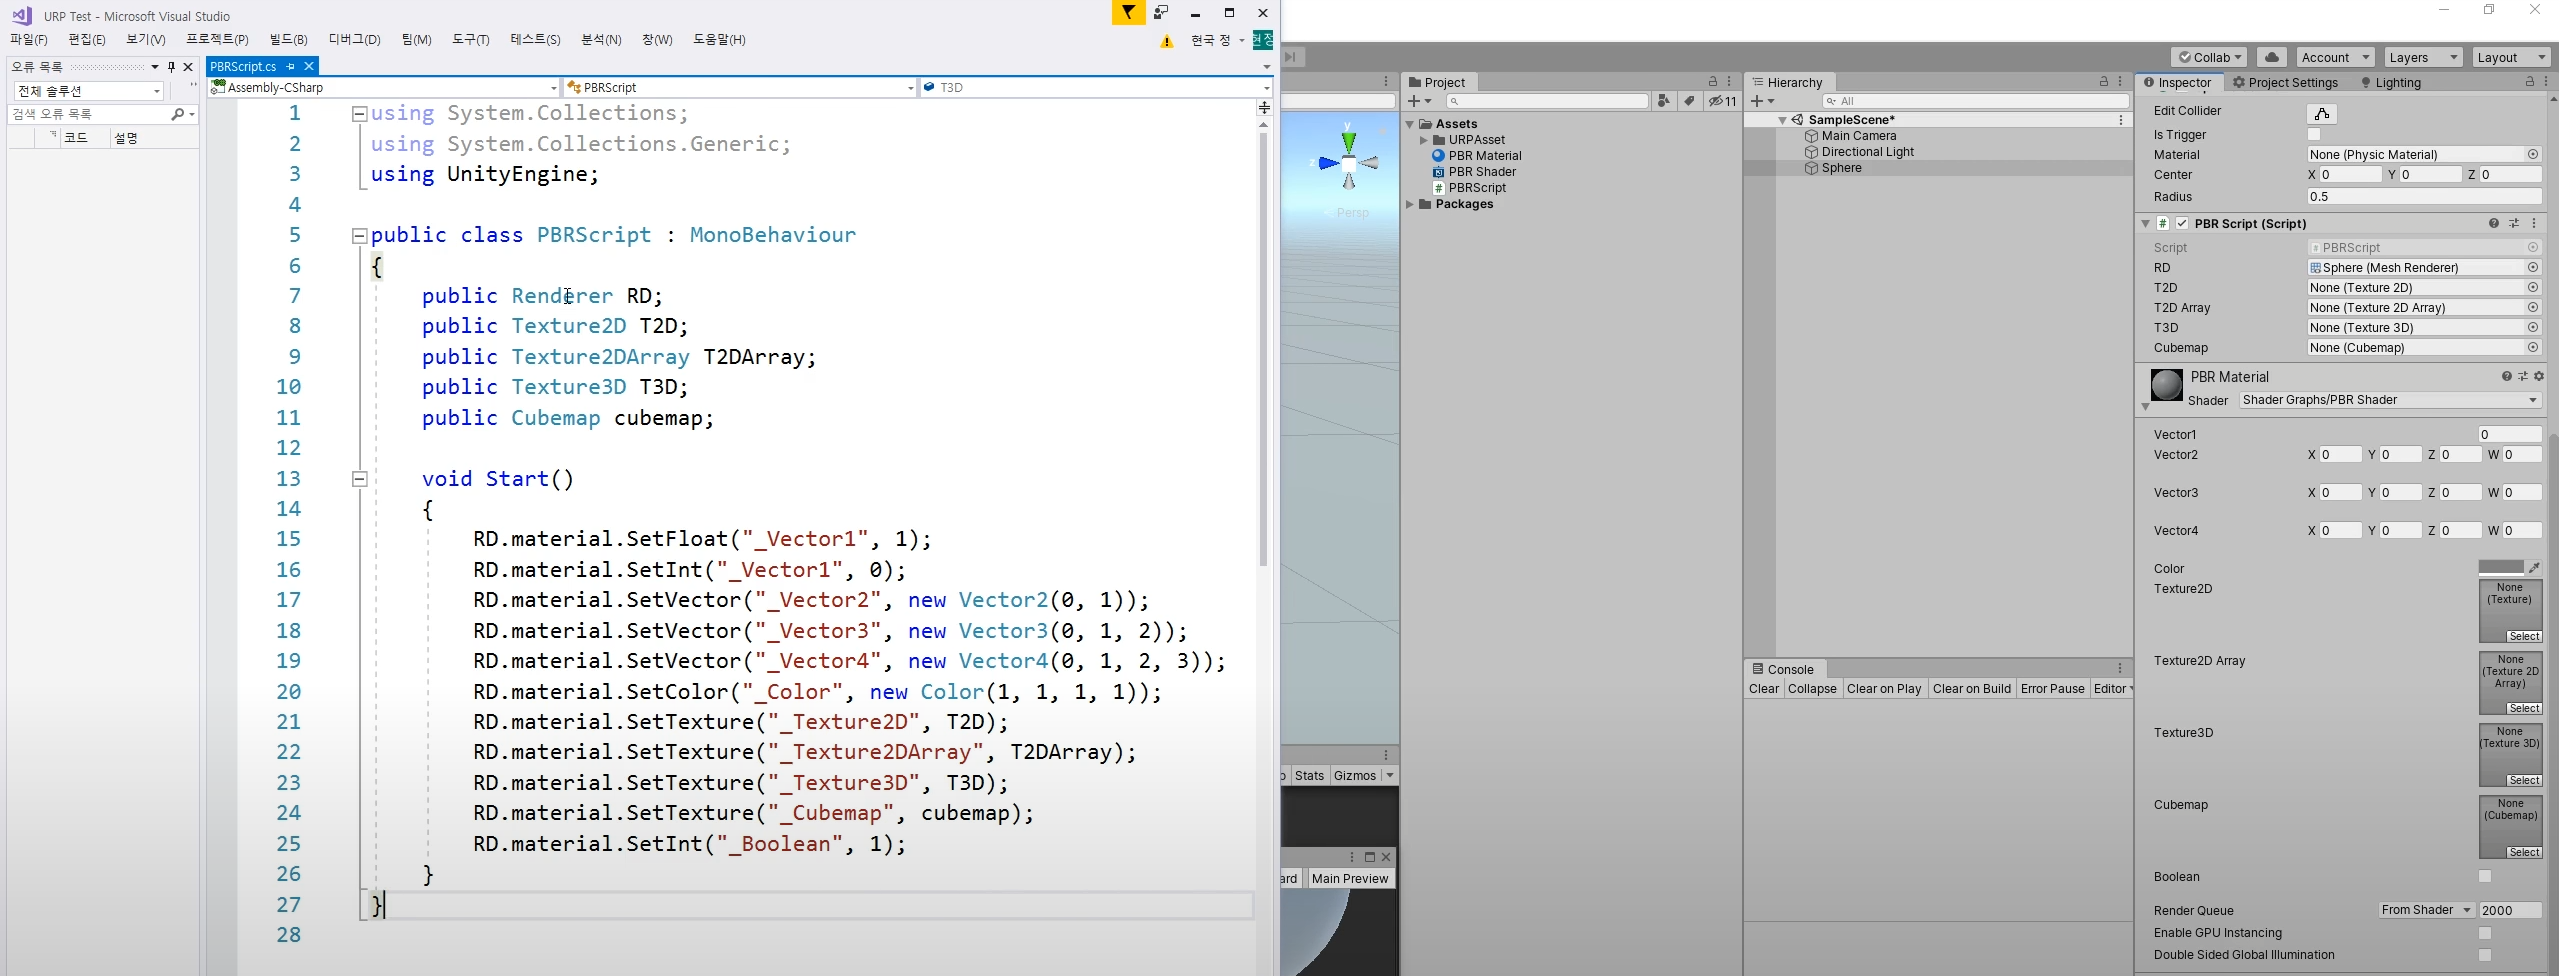 URP Test - Microsoft Visual Studio
파일(F) 편집(E) 보기(V) 프로젝트(P) 빌드(B) 디버그(D) 팀(M) 도구(T) 테스트(S) 분석(N) 창(W) 도움말(H)
현국 정 현정
오류 목록
전체 솔루션
검색 오류 목록
코드 설명
PBRScript.cs
Assembly-CSharp PBRScript T3D
1 using System.Collections;
2 using System.Collections.Generic;
3 using UnityEngine;
4
5 public class PBRScript : MonoBehaviour
6 {
7 public Renderer RD;
8 public Texture2D T2D;
9 public Texture2DArray T2DArray;
10 public Texture3D T3D;
11 public Cubemap cubemap;
12
13 void Start()
14 {
15 RD.material.SetFloat("_Vector1", 1);
16 RD.material.SetInt("_Vector1", 0);
17 RD.material.SetVector("_Vector2", new Vector2(0, 1));
18 RD.material.SetVector("_Vector3", new Vector3(0, 1, 2));
19 RD.material.SetVector("_Vector4", new Vector4(0, 1, 2, 3));
20 RD.material.SetColor("_Color", new Color(1, 1, 1, 1));
21 RD.material.SetTexture("_Texture2D", T2D);
22 RD.material.SetTexture("_Texture2DArray", T2DArray);
23 RD.material.SetTexture("_Texture3D", T3D);
24 RD.material.SetTexture("_Cubemap", cubemap);
25 RD.material.SetInt("_Boolean", 1);
26 }
27 }
28
y
z
Persp
Stats Gizmos
ard Main Preview
Collab Account Layers Layout
Project
11
Assets
URPAsset
PBR Material
PBR Shader
PBRScript
Packages
Hierarchy
All
SampleScene*
Main Camera
Directional Light
Sphere
Console
Clear Collapse Clear on Play Clear on Build Error Pause Editor
Inspector Project Settings Lighting
Edit Collider
Is Trigger
Material None (Physic Material)
Center X 0 Y 0 Z 0
Radius 0.5
PBR Script (Script)
Script PBRScript
RD Sphere (Mesh Renderer)
T2D None (Texture 2D)
T2D Array None (Texture 2D Array)
T3D None (Texture 3D)
Cubemap None (Cubemap)
PBR Material
Shader Shader Graphs/PBR Shader
Vector1 0
Vector2 X 0 Y 0 Z 0 W 0
Vector3 X 0 Y 0 Z 0 W 0
Vector4 X 0 Y 0 Z 0 W 0
Color
Texture2D None (Texture) Select
Texture2D Array None (Texture 2D Array) Select
Texture3D None (Texture 3D) Select
Cubemap None (Cubemap) Select
Boolean
Render Queue From Shader 2000
Enable GPU Instancing
Double Sided Global Illumination